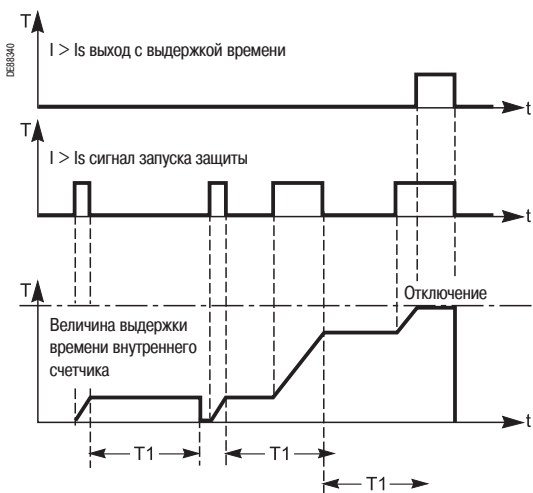 T
DE88340
I > Is выход с выдержкой времени
t
T
I > Is сигнал запуска защиты
t
T
Отключение
Величина выдержки
времени внутреннего
счетчика
t
T1
T1
T1